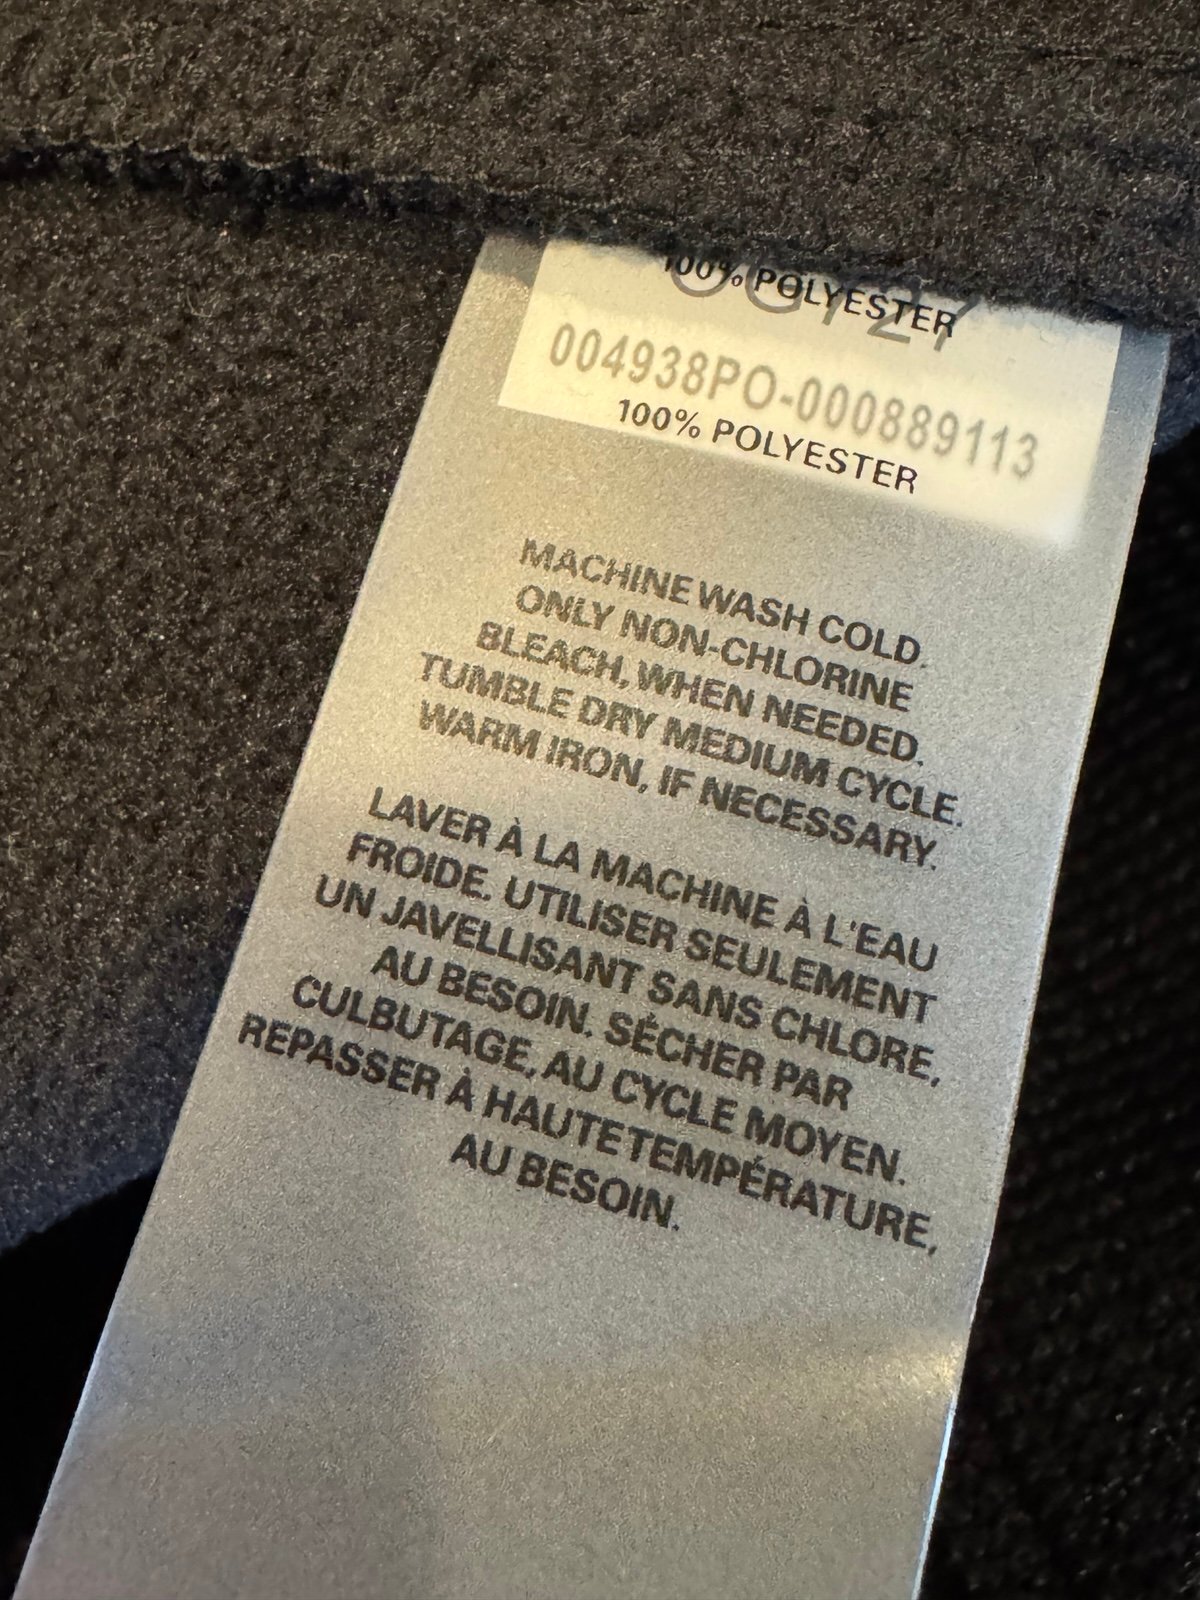 100% POLYESTER
004938PO-000889113
100% POLYESTER
MACHINE WASH COLD.
ONLY NON-CHLORINE
BLEACH, WHEN NEEDED.
TUMBLE DRY MEDIUM CYCLE.
WARM IRON, IF NECESSARY.
LAVER À LA MACHINE À L'EAU
FROIDE. UTILISER SEULEMENT
UN JAVELLISANT SANS CHLORE,
AU BESOIN. SÉCHER PAR
CULBUTAGE, AU CYCLE MOYEN.
REPASSER À HAUTE TEMPÉRATURE,
AU BESOIN.